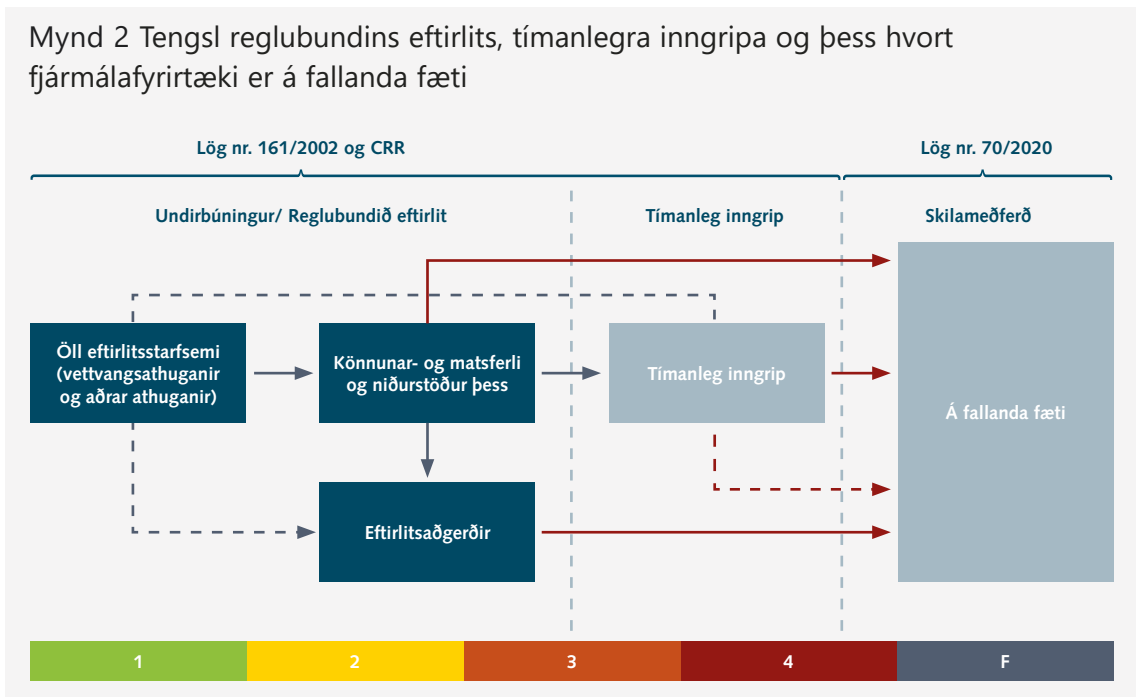 Mynd 2 Tengsl reglubundins eftirlits, tímanlegra inngripa og þess hvort
fjármálafyrirtæki er á fallanda fæti
Lög nr. 161/2002 og CRR
Lög nr. 70/2020
Undirbúningur/ Reglubundið eftirlit
Tímanleg inngrip
Skilameðferð
Öll eftirlitsstarfsemi
(vettvangsathuganir
og aðrar athuganir)
Könnunar- og matsferli
og niðurstöður þess
Tímanleg inngrip
Á fallanda fæti
Eftirlitsaðgerðir
1
2
3
4
F